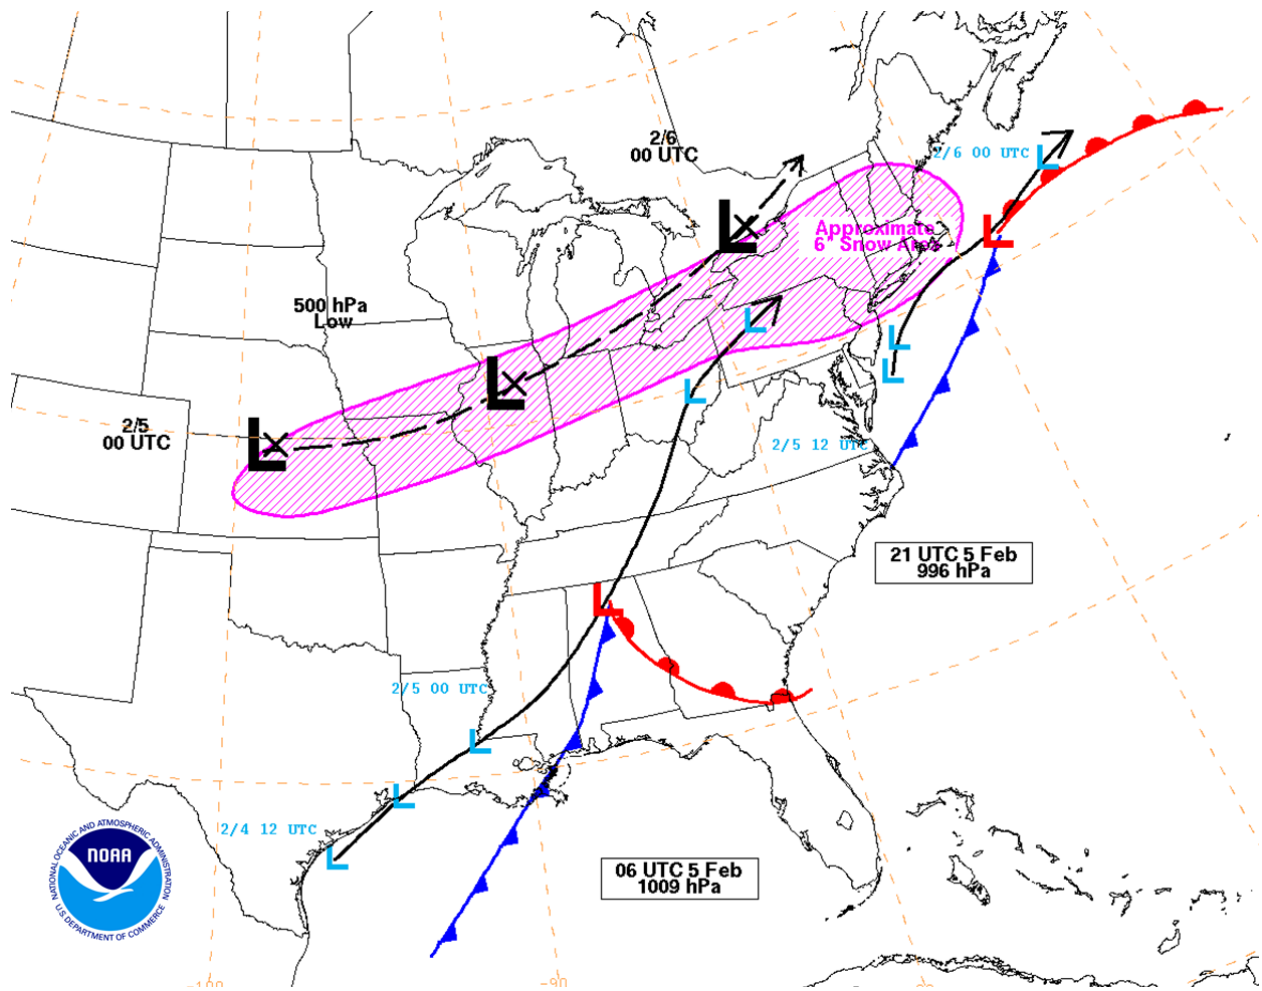 2/6
00 UTC
2/6 00 UTC
Approximate
6" Snow Area
500 hPa
Low
2/5
00 UTC
2/5 12 UTC
21 UTC 5 Feb
996 hPa
2/5 00 UTC
2/4 12 UTC
06 UTC 5 Feb
1009 hPa
NATIONAL OCEANIC AND ATMOSPHERIC ADMINISTRATION
NOAA
U.S. DEPARTMENT OF COMMERCE
L
L
L
L
L
L
L
L
L
L
L
L
L
-100
-90